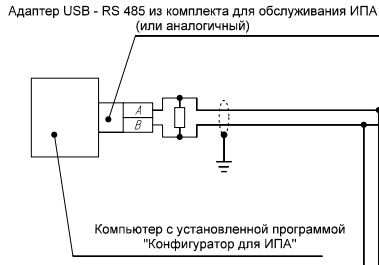 Адаптер USB - RS 485 из комплекта для обслуживания ИПА
(или аналогичный)
A
B
Компьютер с установленной программой
"Конфигуратор для ИПА"